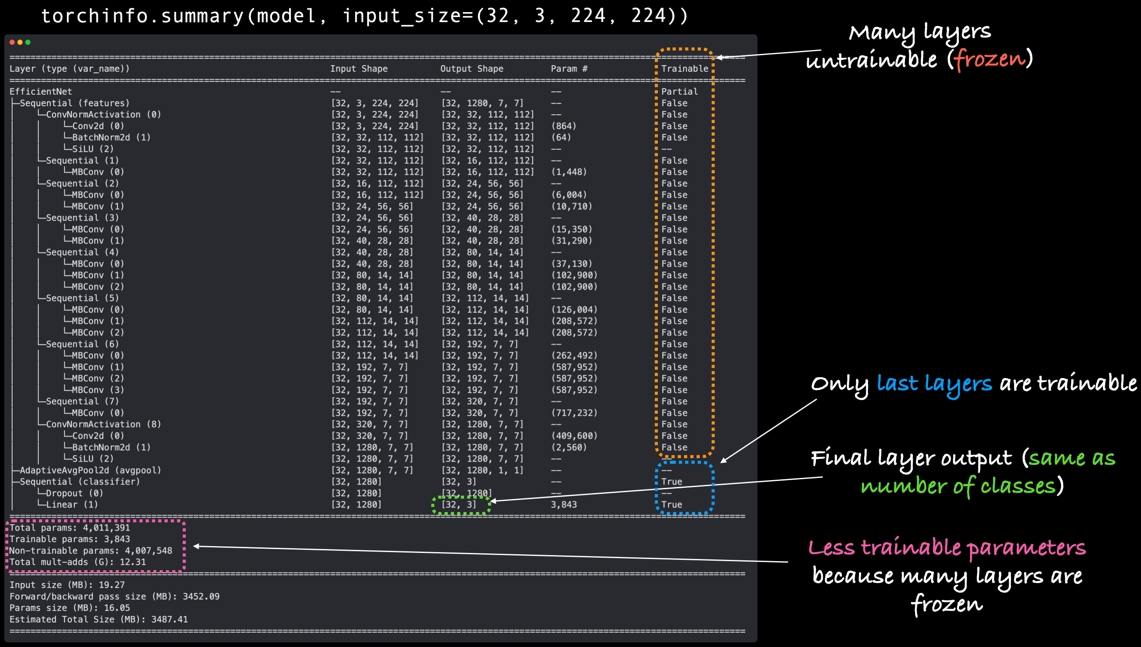 torchinfo.summary(model, input_size=(32, 3, 224, 224))
Many layers
untrainable (frozen)
Layer (type (var_name)) Input Shape Output Shape Param # Trainable
EfficientNet -- -- -- Partial
├─Sequential (features) [32, 3, 224, 224] [32, 1280, 7, 7] -- False
│ └─ConvNormActivation (0) [32, 3, 224, 224] [32, 32, 112, 112] -- False
│ │ └─Conv2d (0) [32, 3, 224, 224] [32, 32, 112, 112] (864) False
│ │ └─BatchNorm2d (1) [32, 32, 112, 112] [32, 32, 112, 112] (64) False
│ │ └─SiLU (2) [32, 32, 112, 112] [32, 32, 112, 112] -- --
│ └─Sequential (1) [32, 32, 112, 112] [32, 16, 112, 112] -- False
│ │ └─MBConv (0) [32, 32, 112, 112] [32, 16, 112, 112] (1,448) False
│ └─Sequential (2) [32, 16, 112, 112] [32, 24, 56, 56] -- False
│ │ └─MBConv (0) [32, 16, 112, 112] [32, 24, 56, 56] (6,004) False
│ │ └─MBConv (1) [32, 24, 56, 56] [32, 24, 56, 56] (10,710) False
│ └─Sequential (3) [32, 24, 56, 56] [32, 40, 28, 28] -- False
│ │ └─MBConv (0) [32, 24, 56, 56] [32, 40, 28, 28] (15,350) False
│ │ └─MBConv (1) [32, 40, 28, 28] [32, 40, 28, 28] (31,290) False
│ └─Sequential (4) [32, 40, 28, 28] [32, 80, 14, 14] -- False
│ │ └─MBConv (0) [32, 40, 28, 28] [32, 80, 14, 14] (37,130) False
│ │ └─MBConv (1) [32, 80, 14, 14] [32, 80, 14, 14] (102,900) False
│ │ └─MBConv (2) [32, 80, 14, 14] [32, 80, 14, 14] (102,900) False
│ └─Sequential (5) [32, 80, 14, 14] [32, 112, 14, 14] -- False
│ │ └─MBConv (0) [32, 80, 14, 14] [32, 112, 14, 14] (126,004) False
│ │ └─MBConv (1) [32, 112, 14, 14] [32, 112, 14, 14] (208,572) False
│ │ └─MBConv (2) [32, 112, 14, 14] [32, 112, 14, 14] (208,572) False
│ └─Sequential (6) [32, 112, 14, 14] [32, 192, 7, 7] -- False
│ │ └─MBConv (0) [32, 112, 14, 14] [32, 192, 7, 7] (262,492) False
│ │ └─MBConv (1) [32, 192, 7, 7] [32, 192, 7, 7] (587,952) False
│ │ └─MBConv (2) [32, 192, 7, 7] [32, 192, 7, 7] (587,952) False
│ │ └─MBConv (3) [32, 192, 7, 7] [32, 192, 7, 7] (587,952) False
│ └─Sequential (7) [32, 192, 7, 7] [32, 320, 7, 7] -- False
│ │ └─MBConv (0) [32, 192, 7, 7] [32, 320, 7, 7] (717,232) False
│ └─ConvNormActivation (8) [32, 320, 7, 7] [32, 1280, 7, 7] -- False
│ │ └─Conv2d (0) [32, 320, 7, 7] [32, 1280, 7, 7] (409,600) False
│ │ └─BatchNorm2d (1) [32, 1280, 7, 7] [32, 1280, 7, 7] (2,560) False
│ │ └─SiLU (2) [32, 1280, 7, 7] [32, 1280, 7, 7] -- --
├─AdaptiveAvgPool2d (avgpool) [32, 1280, 7, 7] [32, 1280, 1, 1] -- --
├─Sequential (classifier) [32, 1280] [32, 3] -- True
│ └─Dropout (0) [32, 1280] [32, 1280] -- --
│ └─Linear (1) [32, 1280] [32, 3] 3,843 True
Only last layers are trainable
Final layer output (same as
number of classes)
Total params: 4,011,391
Trainable params: 3,843
Non-trainable params: 4,007,548
Total mult-adds (G): 12.31
Less trainable parameters
because many layers are
frozen
Input size (MB): 19.27
Forward/backward pass size (MB): 3452.09
Params size (MB): 16.05
Estimated Total Size (MB): 3487.41